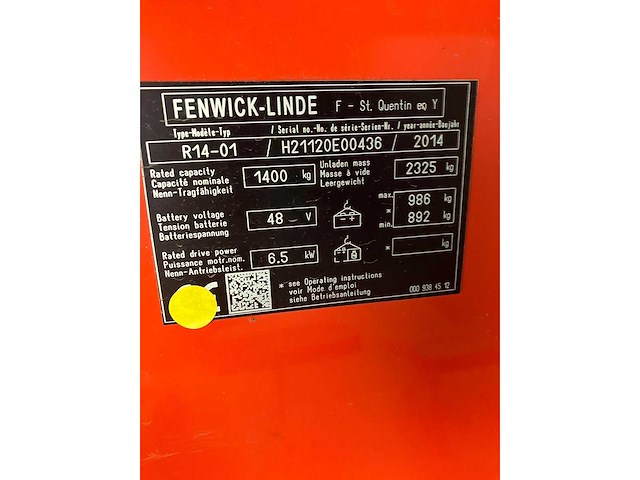 FENWICK-LINDE F - St. Quentin en Y
Type-Modèle-Typ / Serial no.-No. de série-Serien-Nr. / year-année-Baujahr
R14-01 / H21120E00436 / 2014
Rated capacity
Capacité nominale
Nenn-Tragfähigkeit
1400 kg
Unladen mass
Masse à vide
Leergewicht
2325 kg
Battery voltage
Tension batterie
Batteriespannung
48 V
- +
max. 986 kg
*
min. 892 kg
Rated drive power
Puissance motr.nom.
Nenn-Antriebsleist.
6.5 kW
* kg
* see Operating instructions
voir Mode d'emploi
siehe Betriebsanleitung
000 938 45 12